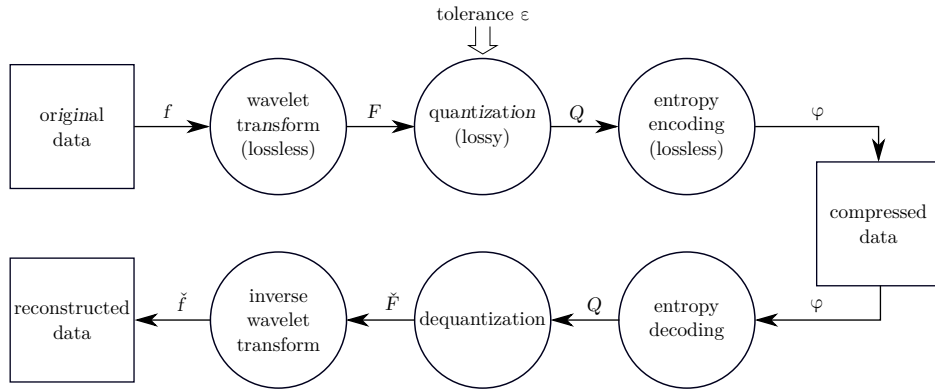 tolerance ε
original
data
f
wavelet
transform
(lossless)
F
quantization
(lossy)
Q
entropy
encoding
(lossless)
φ
compressed
data
reconstructed
data
f̌
inverse
wavelet
transform
F̌
dequantization
Q
entropy
decoding
φ